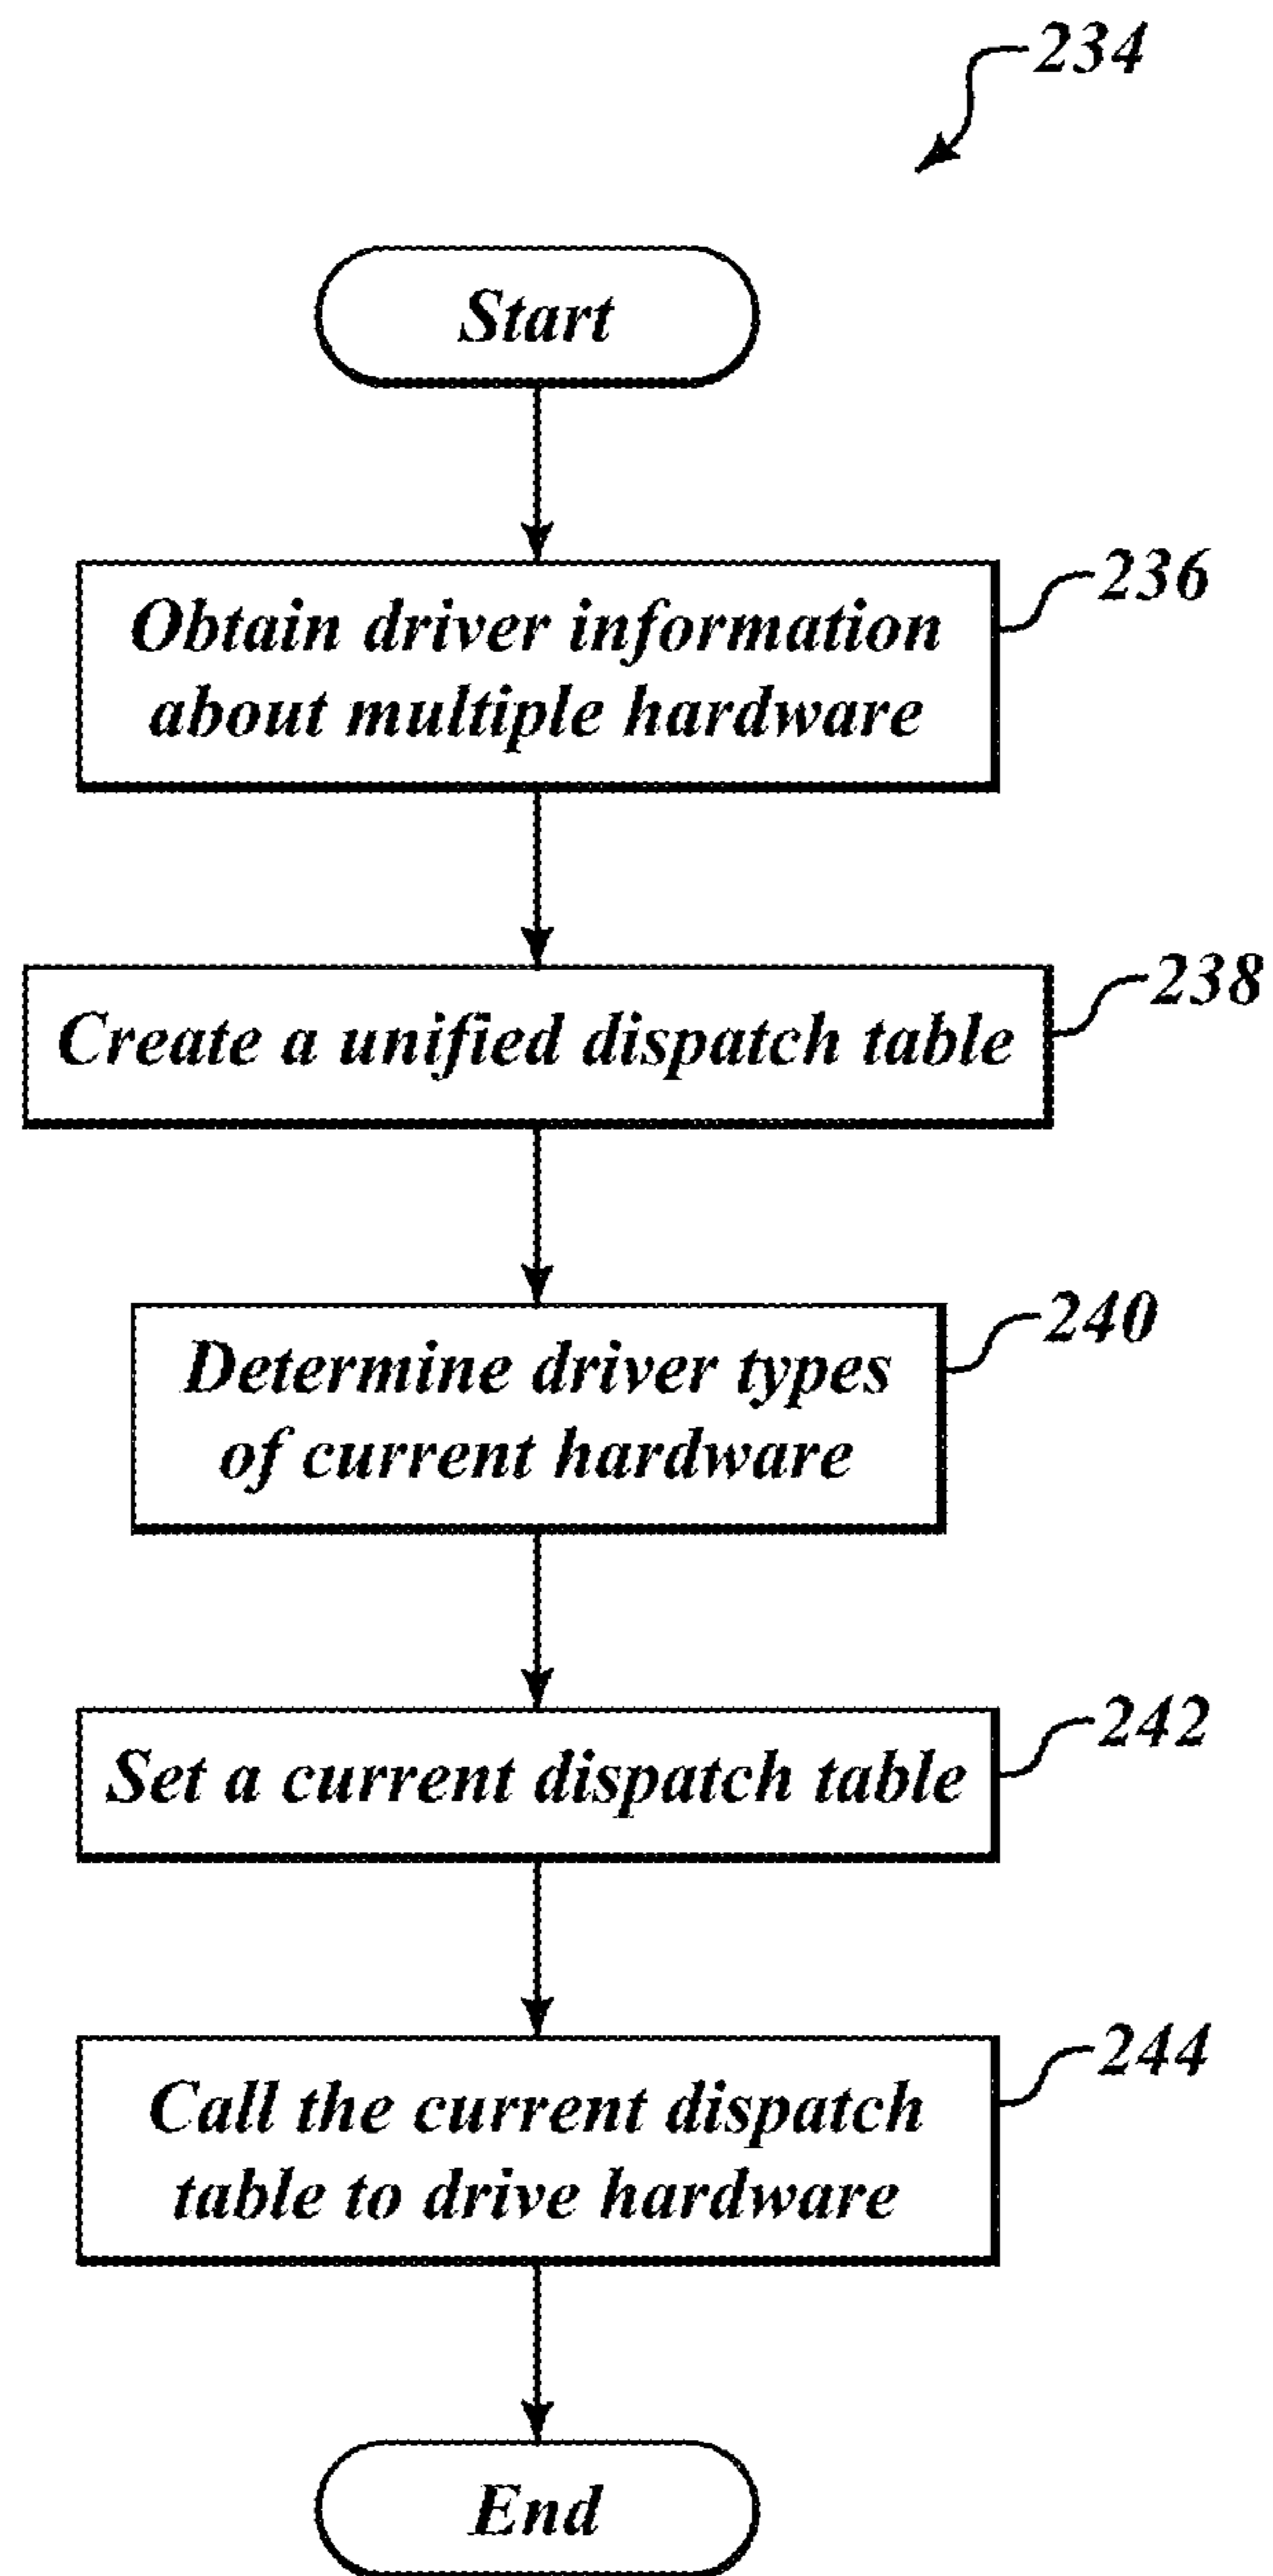 234
Start
Obtain driver information
about multiple hardware
236
Create a unified dispatch table
238
Determine driver types
of current hardware
240
Set a current dispatch table
242
Call the current dispatch
table to drive hardware
244
End